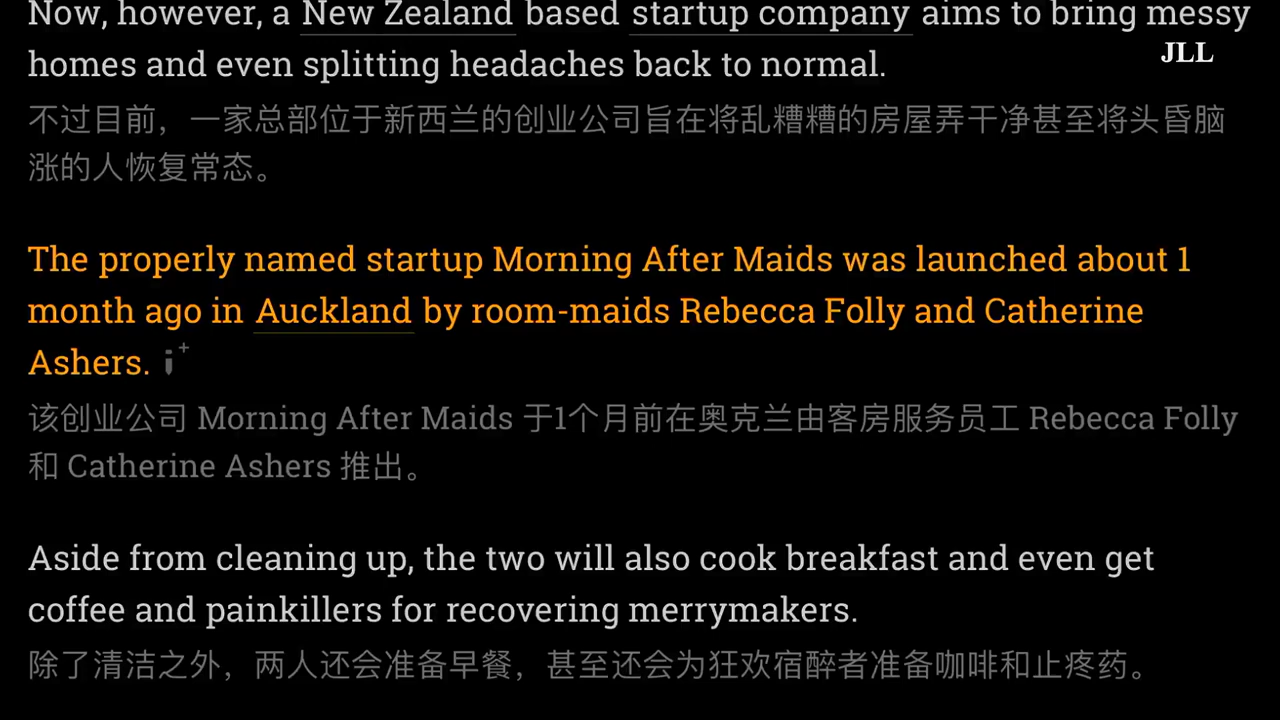 Now, however, a New Zealand based startup company aims to bring messy
JLL
homes and even splitting headaches back to normal.
不过目前，一家总部位于新西兰的创业公司旨在将乱糟糟的房屋弄干净甚至将头昏脑
涨的人恢复常态。
The properly named startup Morning After Maids was launched about 1
month ago in Auckland by room-maids Rebecca Folly and Catherine
Ashers.
该创业公司 Morning After Maids 于1个月前在奥克兰由客房服务员工 Rebecca Folly
和 Catherine Ashers 推出。
Aside from cleaning up, the two will also cook breakfast and even get
coffee and painkillers for recovering merrymakers.
除了清洁之外，两人还会准备早餐，甚至还会为狂欢宿醉者准备咖啡和止疼药。